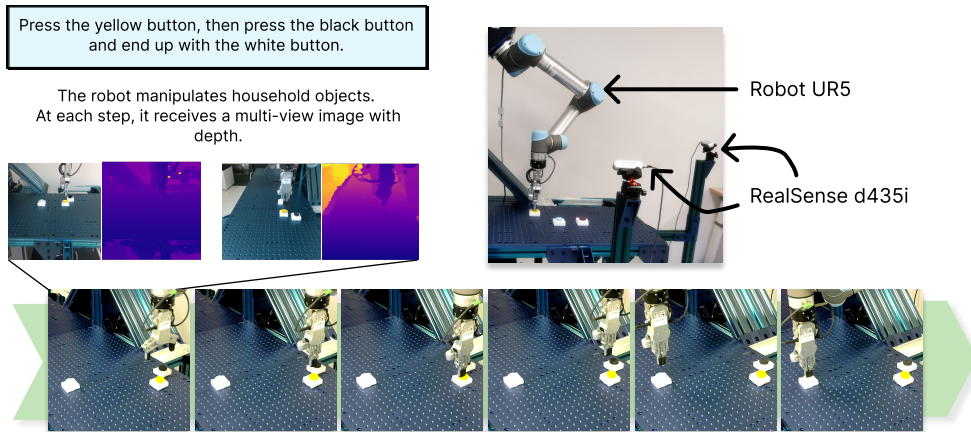 Press the yellow button, then press the black button
and end up with the white button.
The robot manipulates household objects.
At each step, it receives a multi-view image with
depth.
Robot UR5
RealSense d435i